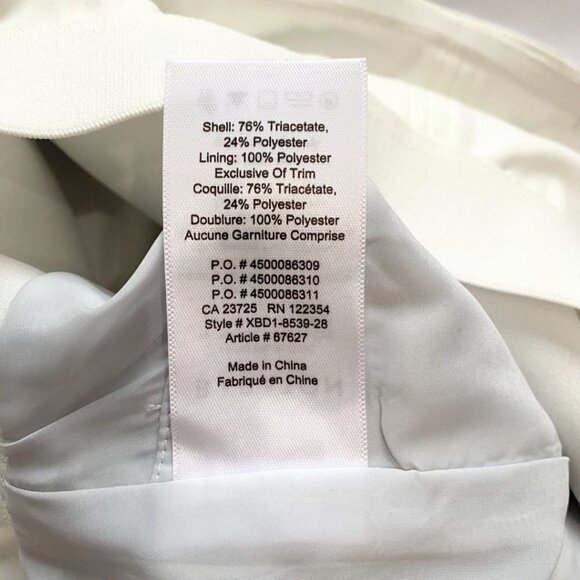 Shell: 76% Triacetate,
24% Polyester
Lining: 100% Polyester
Exclusive Of Trim
Coquille: 76% Triacétate,
24% Polyester
Doublure: 100% Polyester
Aucune Garniture Comprise
P.O. # 4500086309
P.O. # 4500086310
P.O. # 4500086311
CA 23725 RN 122354
Style # XBD1-8539-28
Article # 67627
Made in China
Fabriqué en Chine